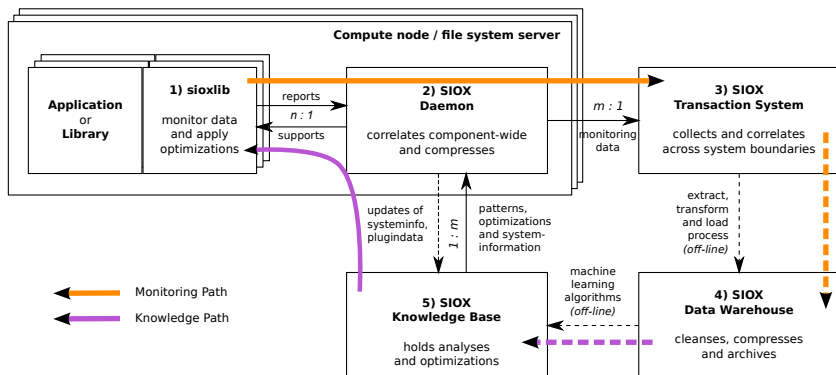 Compute node / file system server
Application
or
Library
1) sioxlib
monitor data
and apply
optimizations
reports
n : 1
supports
2) SIOX
Daemon
correlates component-wide
and compresses
m : 1
monitoring
data
3) SIOX
Transaction System
collects and correlates
across system boundaries
updates of
systeminfo,
plugindata
1 : m
patterns,
optimizations
and system-
information
extract,
transform
and load
process
(off-line)
Monitoring Path
Knowledge Path
5) SIOX
Knowledge Base
holds analyses
and optimizations
machine
learning
algorithms
(off-line)
4) SIOX
Data Warehouse
cleanses, compresses
and archives